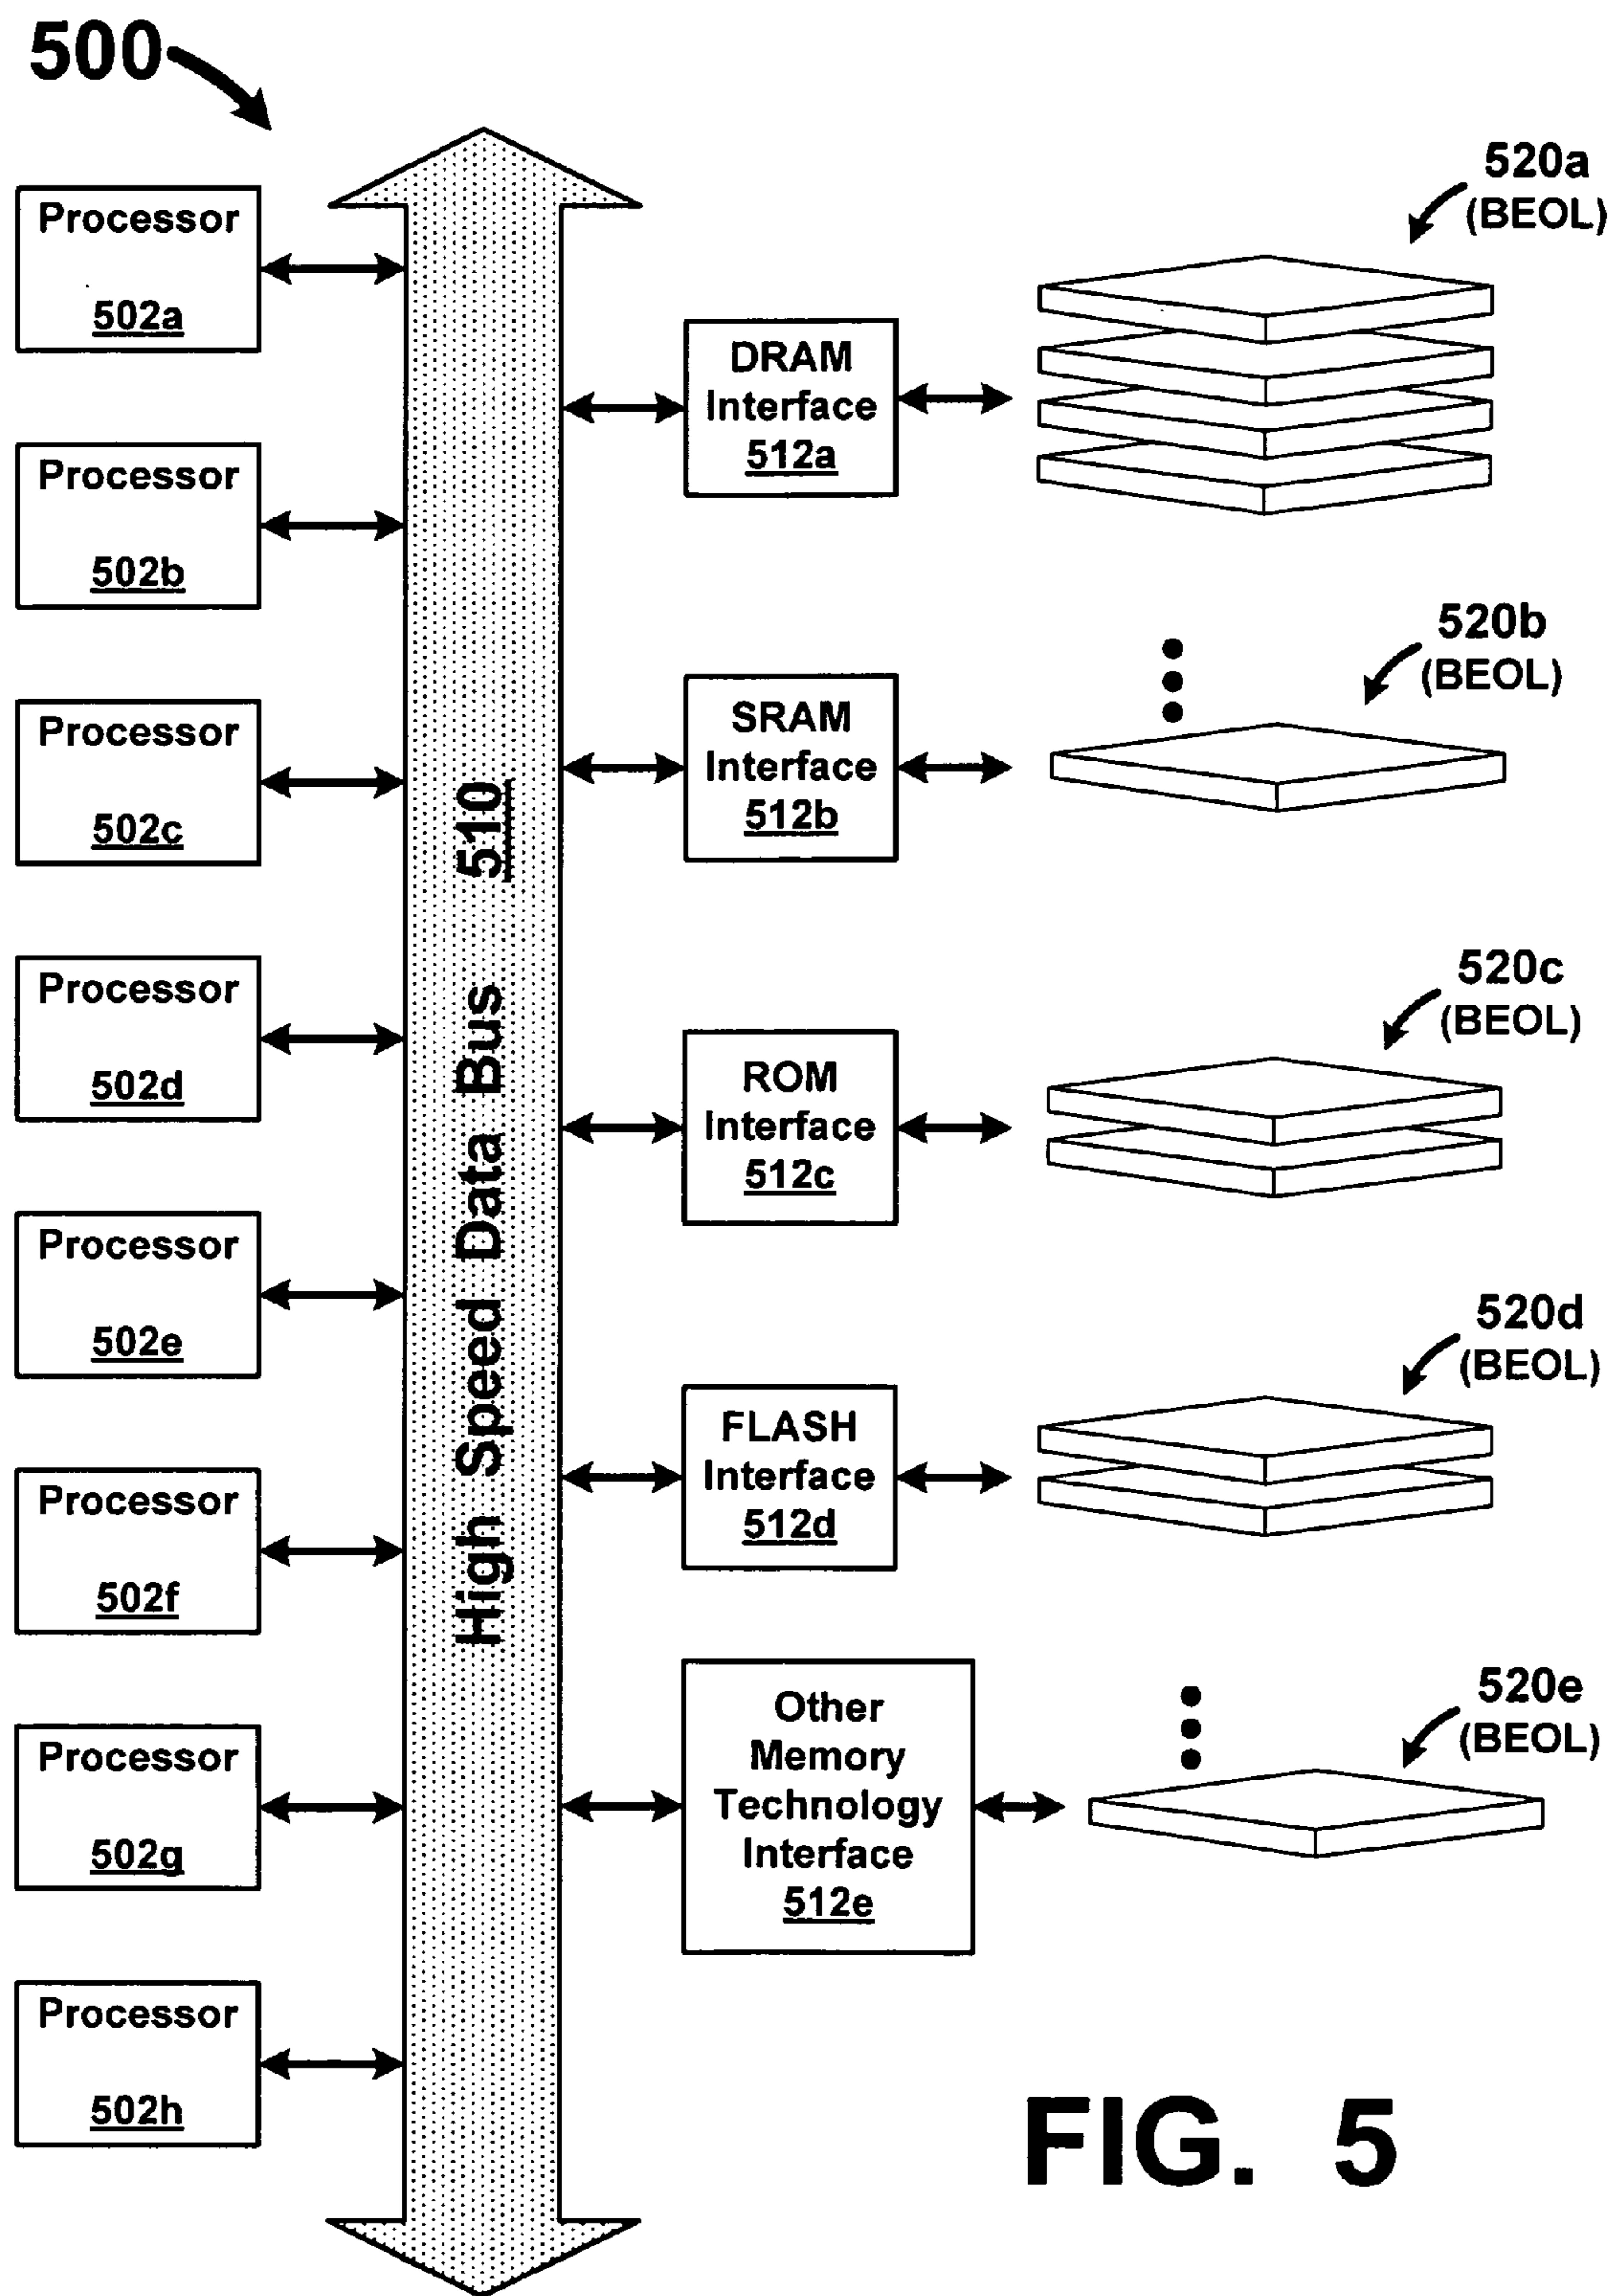 500
Processor
502a
Processor
502b
Processor
502c
Processor
502d
Processor
502e
Processor
502f
Processor
502g
Processor
502h
High Speed Data Bus 510
DRAM
Interface
512a
SRAM
Interface
512b
ROM
Interface
512c
FLASH
Interface
512d
Other
Memory
Technology
Interface
512e
520a
(BEOL)
520b
(BEOL)
520c
(BEOL)
520d
(BEOL)
520e
(BEOL)
FIG. 5